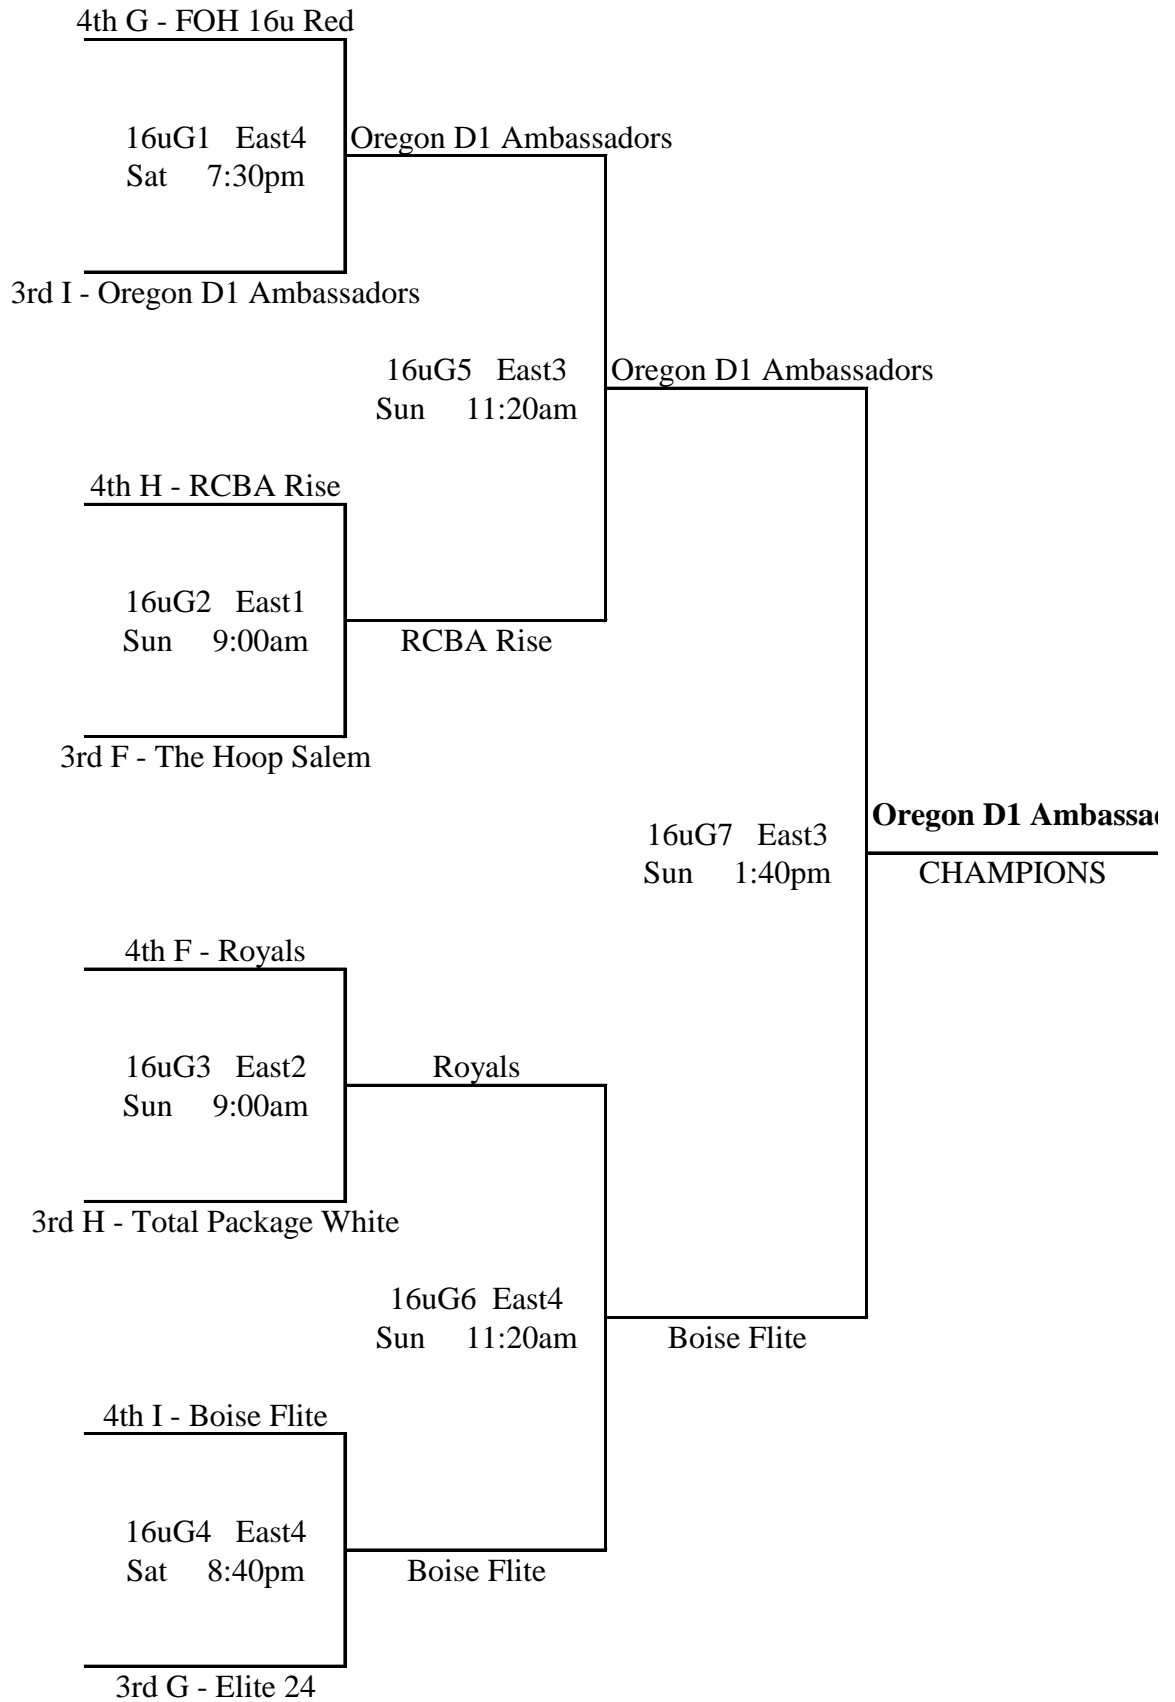 4th G - FOH 16u Red
16uG1 East4
Sat 7:30pm
Oregon D1 Ambassadors
3rd I - Oregon D1 Ambassadors
16uG5 East3
Sun 11:20am
Oregon D1 Ambassadors
4th H - RCBA Rise
16uG2 East1
Sun 9:00am
RCBA Rise
3rd F - The Hoop Salem
16uG7 East3
Sun 1:40pm
Oregon D1 Ambassa
CHAMPIONS
4th F - Royals
16uG3 East2
Sun 9:00am
Royals
3rd H - Total Package White
16uG6 East4
Sun 11:20am
Boise Flite
4th I - Boise Flite
16uG4 East4
Sat 8:40pm
Boise Flite
3rd G - Elite 24